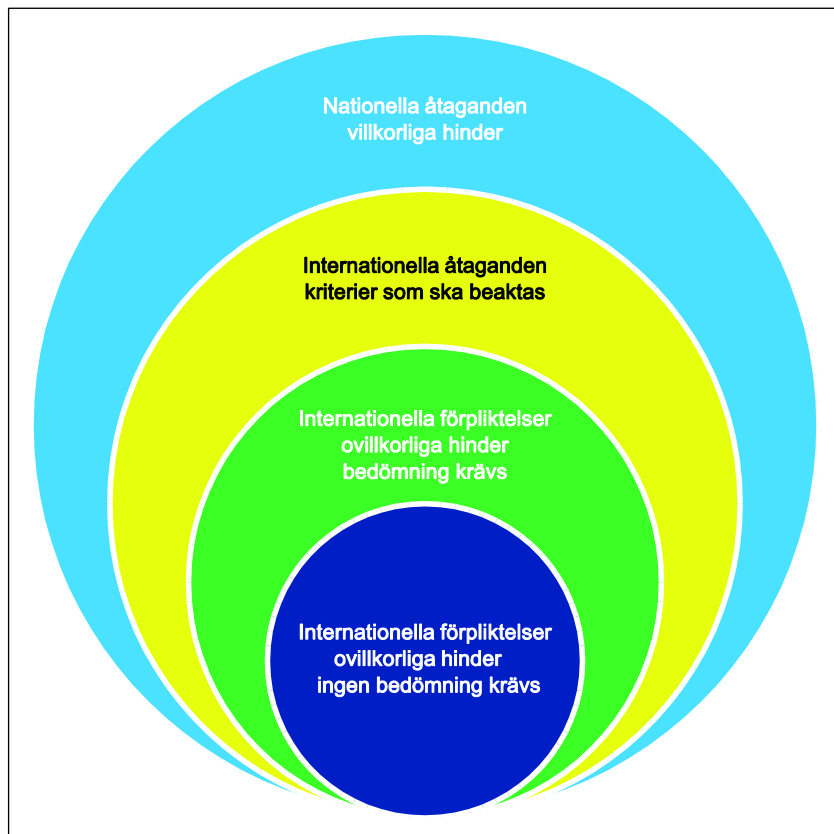 Nationella åtaganden
villkorliga hinder
Internationella åtaganden
kriterier som ska beaktas
Internationella förpliktelser
ovillkorliga hinder
bedömning krävs
Internationella förpliktelser
ovillkorliga hinder
ingen bedömning krävs